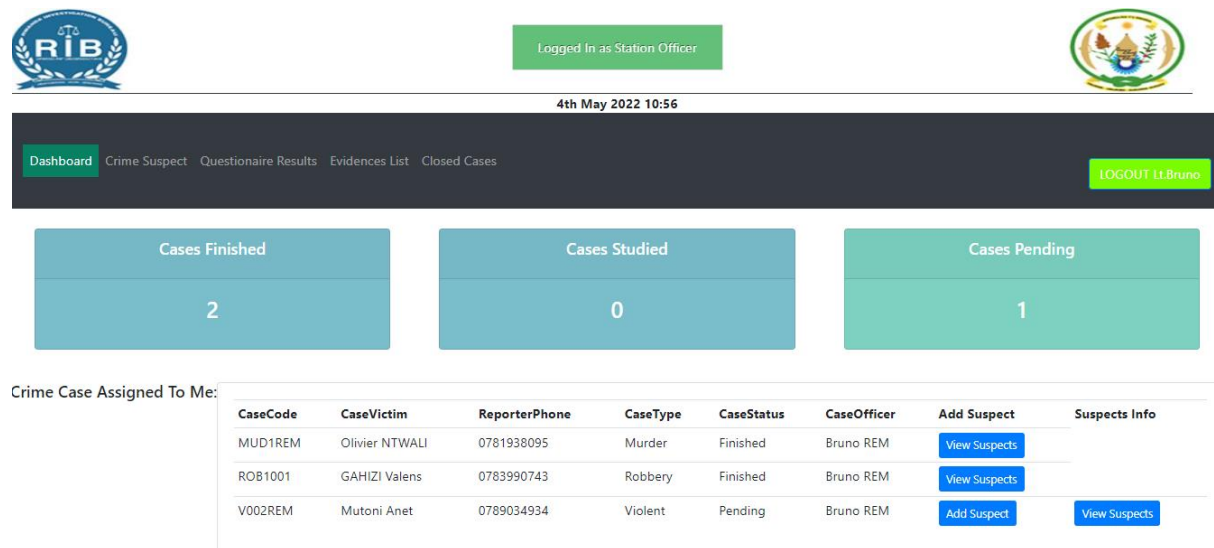 RIB
Logged In as Station Officer
4th May 2022 10:56
Dashboard Crime Suspect Questionaire Results Evidences List Closed Cases
LOGOUT Lt.Bruno
Cases Finished Cases Studied Cases Pending
2 0 1
Crime Case Assigned To Me:
CaseCode CaseVictim ReporterPhone CaseType CaseStatus CaseOfficer Add Suspect Suspects Info
MUD1REM Olivier NTWALI 0781938095 Murder Finished Bruno REM View Suspects
ROB1001 GAHIZI Valens 0783990743 Robbery Finished Bruno REM View Suspects
V002REM Mutoni Anet 0789034934 Violent Pending Bruno REM Add Suspect View Suspects